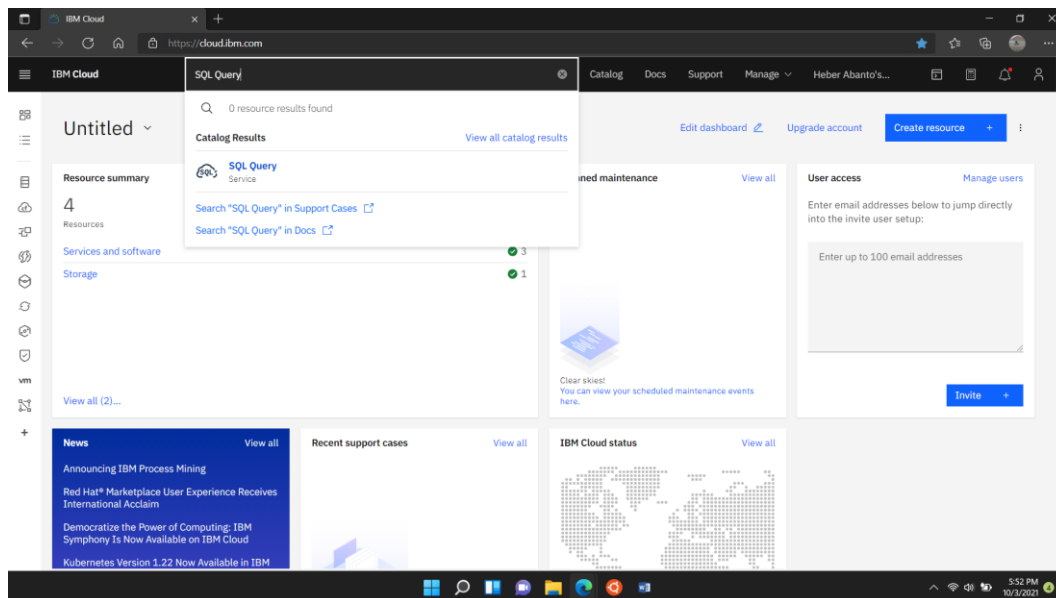 IBM Cloud
https://cloud.ibm.com
IBM Cloud
SQL Query
Catalog
Docs
Support
Manage
Heber Abanto's...
0 resource results found
Catalog Results
View all catalog results
SQL Query
Service
Search "SQL Query" in Support Cases
Search "SQL Query" in Docs
Untitled
Edit dashboard
Upgrade account
Create resource +
Resource summary
4
Resources
Services and software
3
Storage
1
View all (2)...
View all
Clear skies!
You can view your scheduled maintenance events
here.
User access
Manage users
Enter email addresses below to jump directly
into the invite user setup:
Enter up to 100 email addresses
Invite +
vm
News
View all
Announcing IBM Process Mining
Red Hat® Marketplace User Experience Receives
International Acclaim
Democratize the Power of Computing: IBM
Symphony Is Now Available on IBM Cloud
Kubernetes Version 1.22 Now Available in IBM
Recent support cases
View all
IBM Cloud status
View all
5:52 PM
10/3/2021